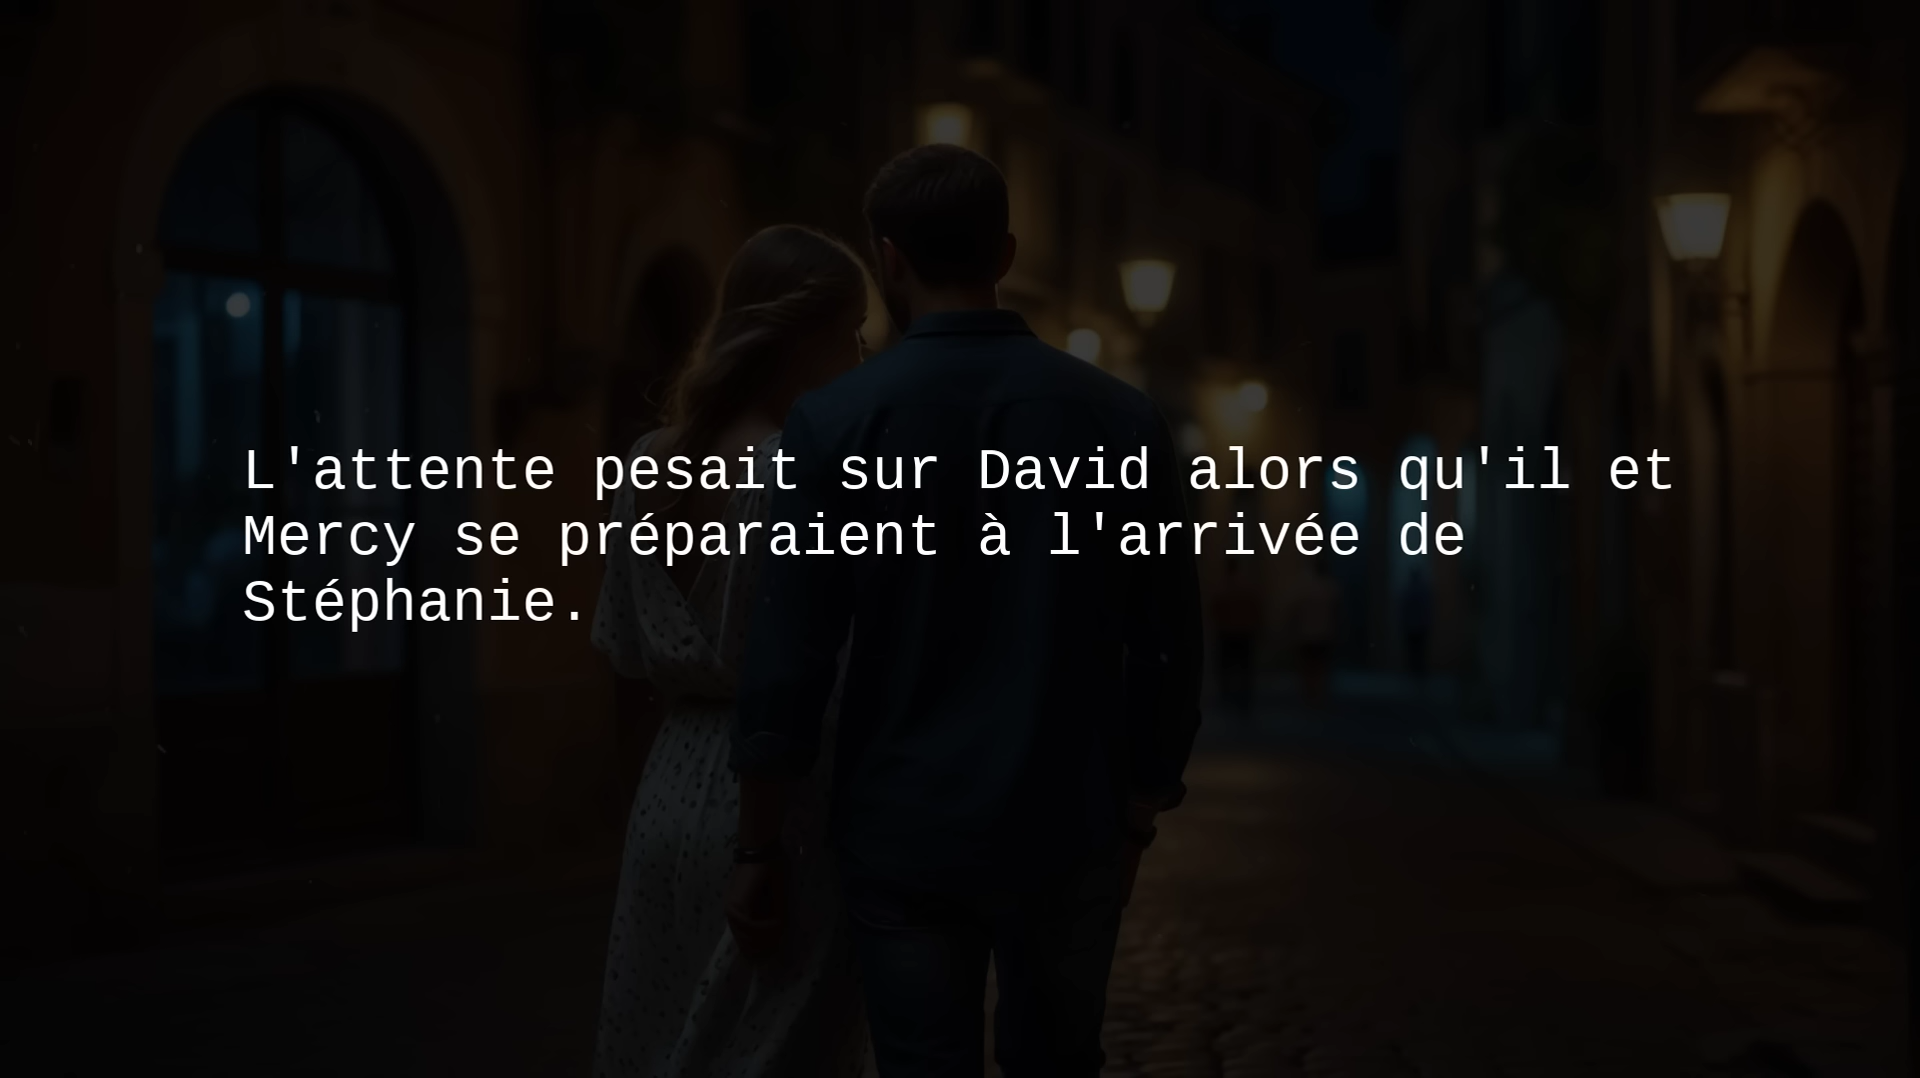 L'attente pesait sur David alors qu'il et
Mercy se préparaient à l'arrivée de
Stéphanie.